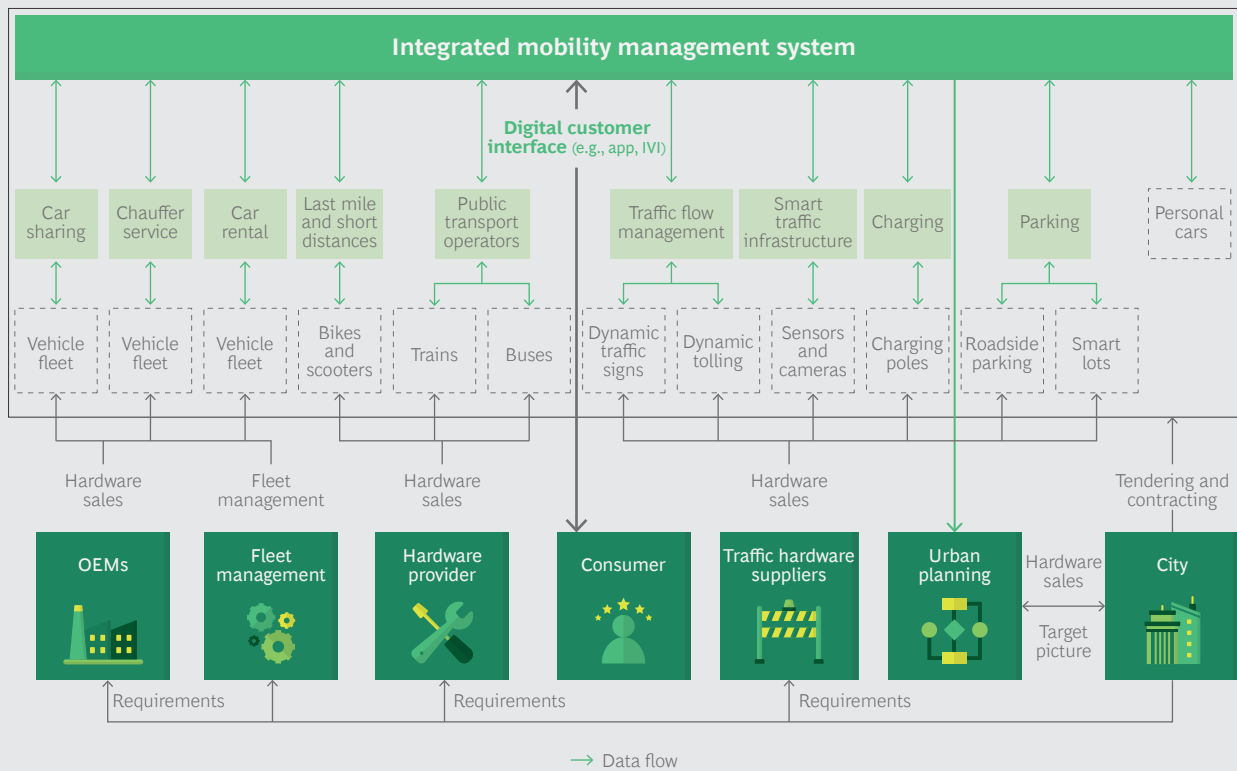 Integrated mobility management system
Digital customer
interface (e.g., app, IVI)
Car
sharing
Chauffer
service
Car
rental
Last mile
and short
distances
Public
transport
operators
Traffic flow
management
Smart
traffic
infrastructure
Charging
Parking
Personal
cars
Vehicle
fleet
Vehicle
fleet
Vehicle
fleet
Bikes
and
scooters
Trains
Buses
Dynamic
traffic
signs
Dynamic
tolling
Sensors
and
cameras
Charging
poles
Roadside
parking
Smart
lots
Hardware
sales
Fleet
management
Hardware
sales
Hardware
sales
Tendering and
contracting
OEMs
Fleet
management
Hardware
provider
Consumer
Traffic hardware
suppliers
Urban
planning
Hardware
sales
Target
picture
City
Requirements
Requirements
Requirements
Data flow